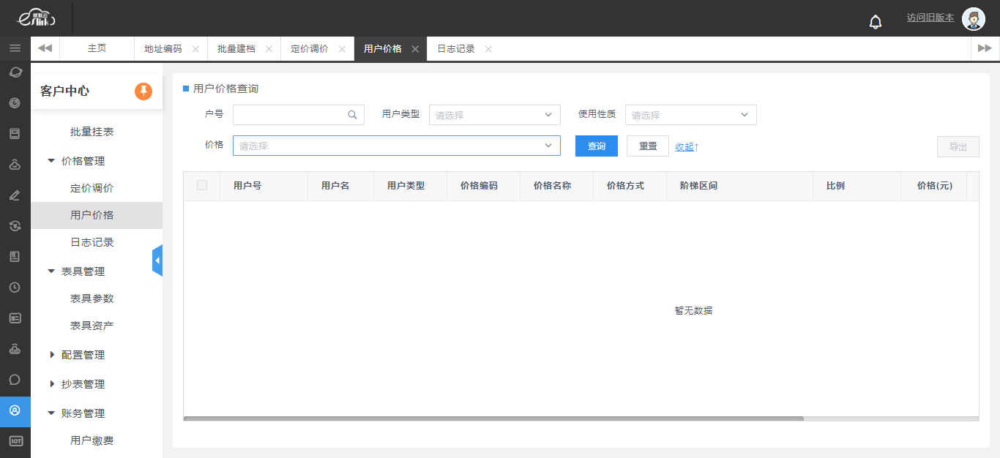 访问旧版本
主页 地址编码 批量建档 定价调价 用户价格 日志记录
客户中心
批量挂表
价格管理
定价调价
用户价格
日志记录
表具管理
表具参数
表具资产
配置管理
抄表管理
账务管理
用户缴费
IOT
用户价格查询
户号 用户类型 请选择 使用性质 请选择
价格 请选择 查询 重置 收起↑ 导出
用户号 用户名 用户类型 价格编码 价格名称 价格方式 阶梯区间 比例 价格(元)
暂无数据